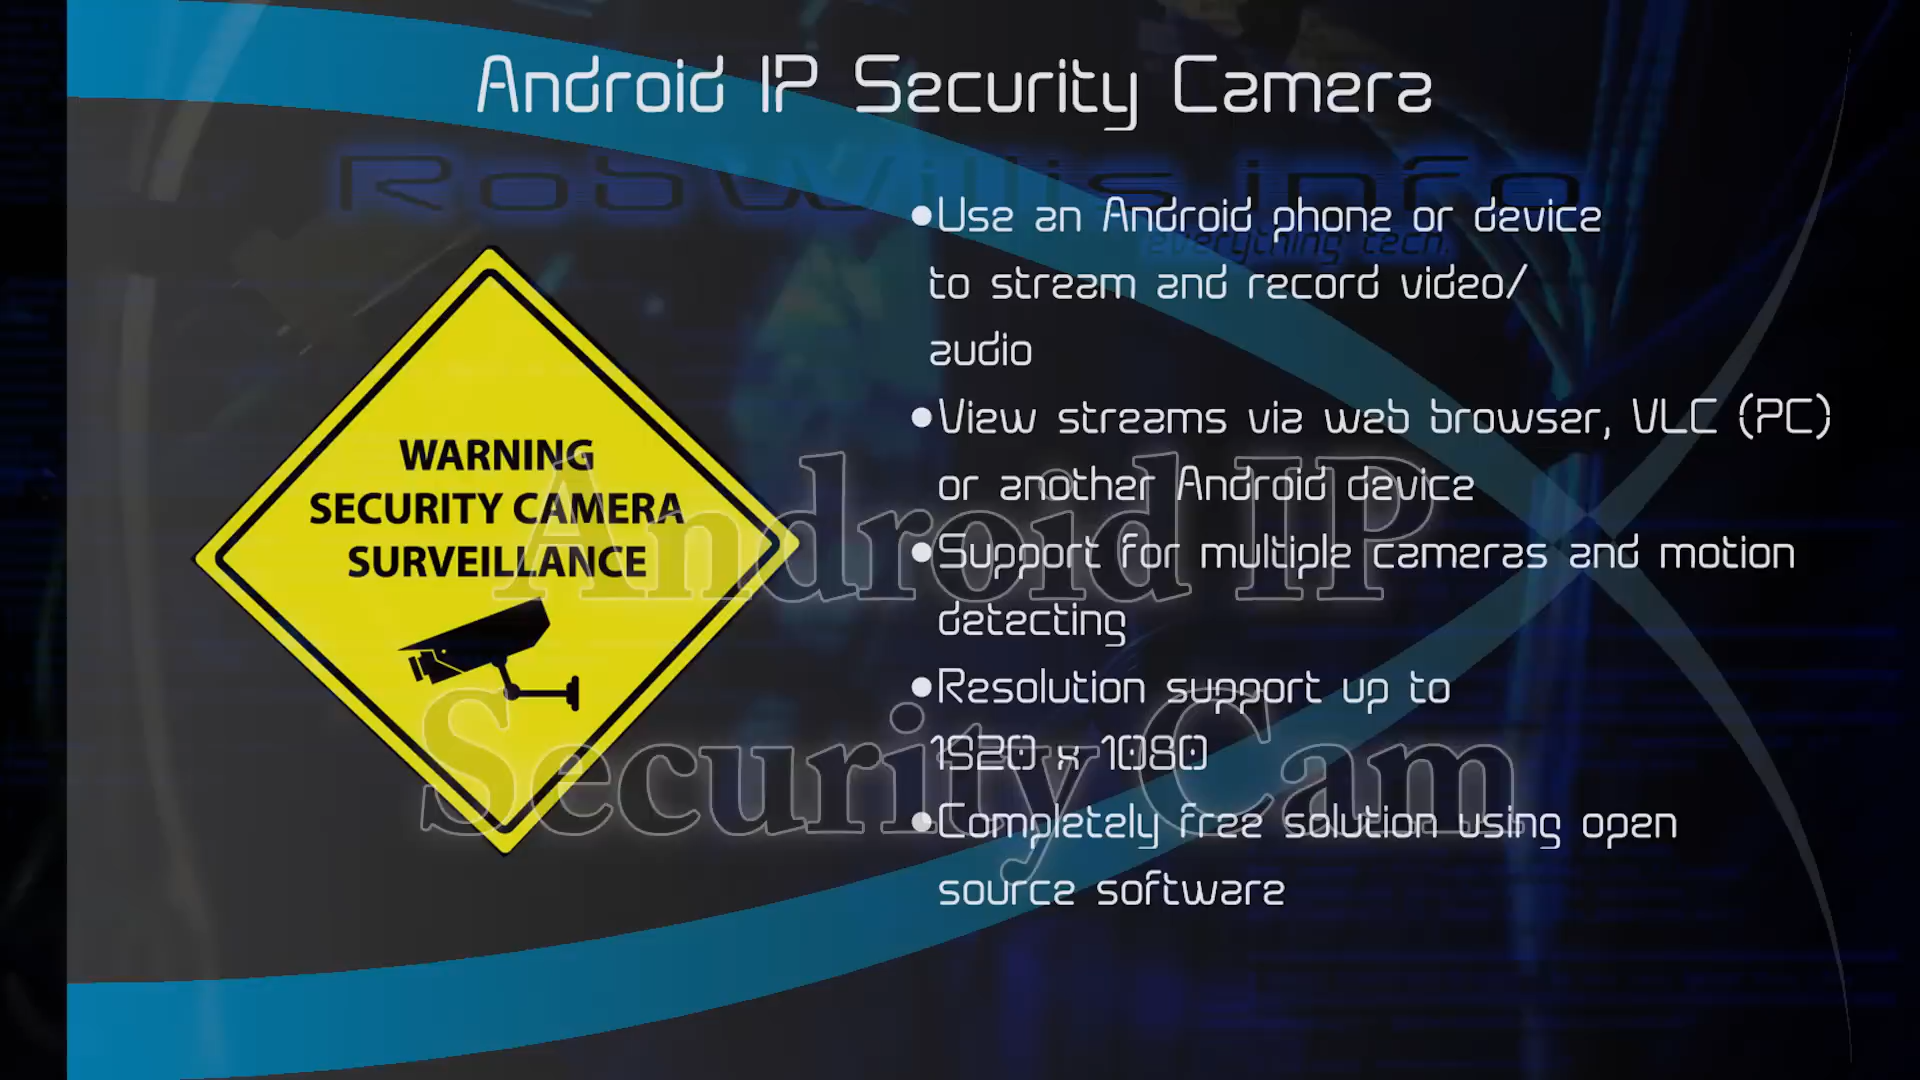 Android IP Security Camera
RobWillis.info
everything tech.
•Use an Android phone or device
to stream and record video/
audio
•View streams via web browser, VLC (PC)
or another Android device
•Support for multiple cameras and motion
detecting
•Resolution support up to
1920 x 1080
•Completely free solution using open
source software
WARNING
SECURITY CAMERA
SURVEILLANCE
Android IP
Security Cam